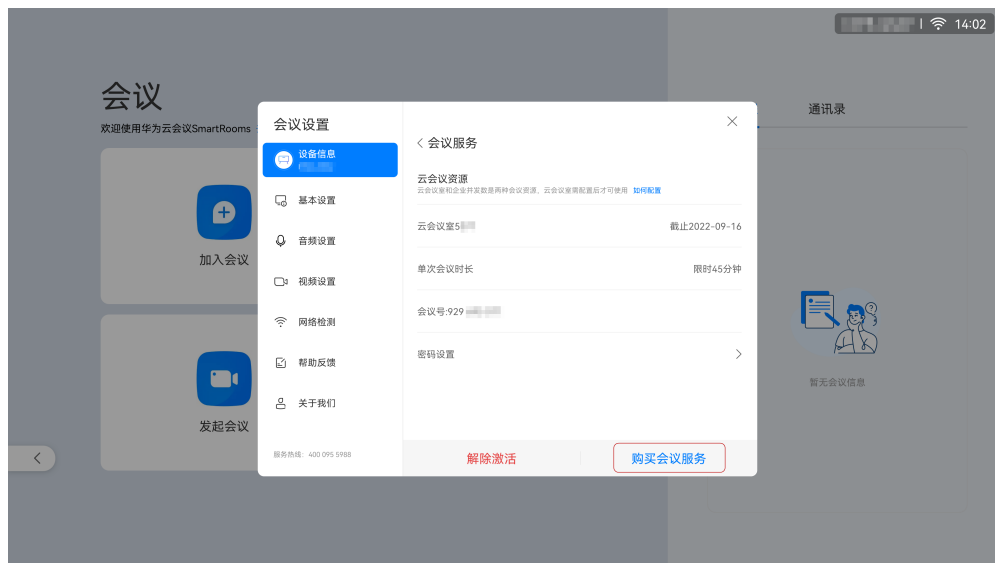 14:02
会议
欢迎使用华为云会议SmartRooms
加入会议
发起会议
通讯录
暂无会议信息
会议设置
设备信息
基本设置
音频设置
视频设置
网络检测
帮助反馈
关于我们
服务热线: 400 095 5988
会议服务
云会议资源
云会议室和企业并发数是两种会议资源，云会议室需配置后才可使用 如何配置
云会议室5
截止2022-09-16
单次会议时长
限时45分钟
会议号:929
密码设置
解除激活
购买会议服务